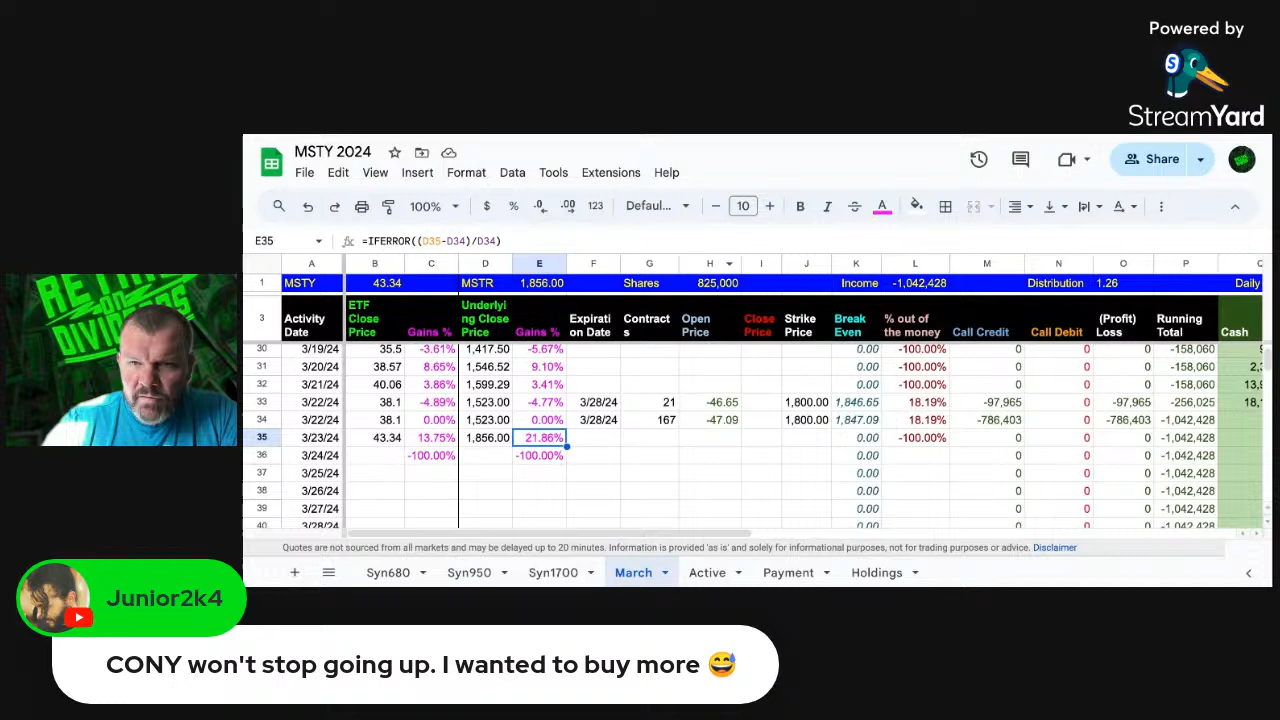 Powered by
S
StreamYard
MSTY 2024
File Edit View Insert Format Data Tools Extensions Help
Share
100% $ % .0 .00 123 Defaul... − 10 + B I A
E35 fx =IFERROR((D35-D34)/D34)
A B C D E F G H I J K L M N O P
1 MSTY 43.34 MSTR 1,856.00 Shares 825,000 Income -1,042,428 Distribution 1.26 Daily
3 Activity Date ETF Close Price Gains % Underlying Close Price Gains % Expiration Date Contracts Open Price Close Price Strike Price Break Even % out of the money Call Credit Call Debit (Profit) Loss Running Total Cash
30 3/19/24 35.5 -3.61% 1,417.50 -5.67% 0.00 -100.00% 0 0 0 -158,060
31 3/20/24 38.57 8.65% 1,546.52 9.10% 0.00 -100.00% 0 0 0 -158,060 2,
32 3/21/24 40.06 3.86% 1,599.29 3.41% 0.00 -100.00% 0 0 0 -158,060 13,
33 3/22/24 38.1 -4.89% 1,523.00 -4.77% 3/28/24 21 -46.65 1,800.00 1,846.65 18.19% -97,965 0 -97,965 -256,025 18,
34 3/22/24 38.1 0.00% 1,523.00 0.00% 3/28/24 167 -47.09 1,800.00 1,847.09 18.19% -786,403 0 -786,403 -1,042,428
35 3/23/24 43.34 13.75% 1,856.00 21.86% 0.00 -100.00% 0 0 0 -1,042,428
36 3/24/24 -100.00% -100.00% 0.00 0 0 0 -1,042,428
37 3/25/24 0.00 0 0 0 -1,042,428
38 3/26/24 0.00 0 0 0 -1,042,428
39 3/27/24 0.00 0 0 0 -1,042,428
40 3/28/24 0.00 0 0 0 -1,042,428
Quotes are not sourced from all markets and may be delayed up to 20 minutes. Information is provided 'as is' and solely for informational purposes, not for trading purposes or advice. Disclaimer
+ Syn680 Syn950 Syn1700 March Active Payment Holdings
Junior2k4
CONY won't stop going up. I wanted to buy more 😅